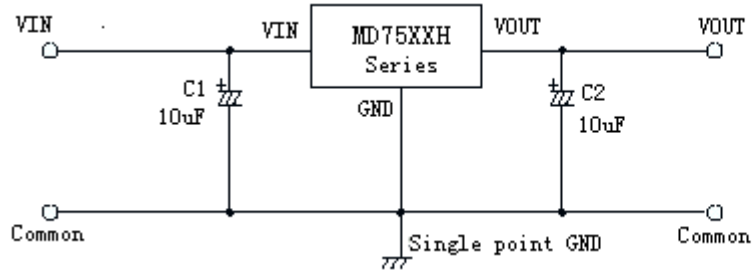 VIN
VIN
MD75XXH
Series
VOUT
VOUT
C1
10uF
GND
C2
10uF
Common
Single point GND
Common